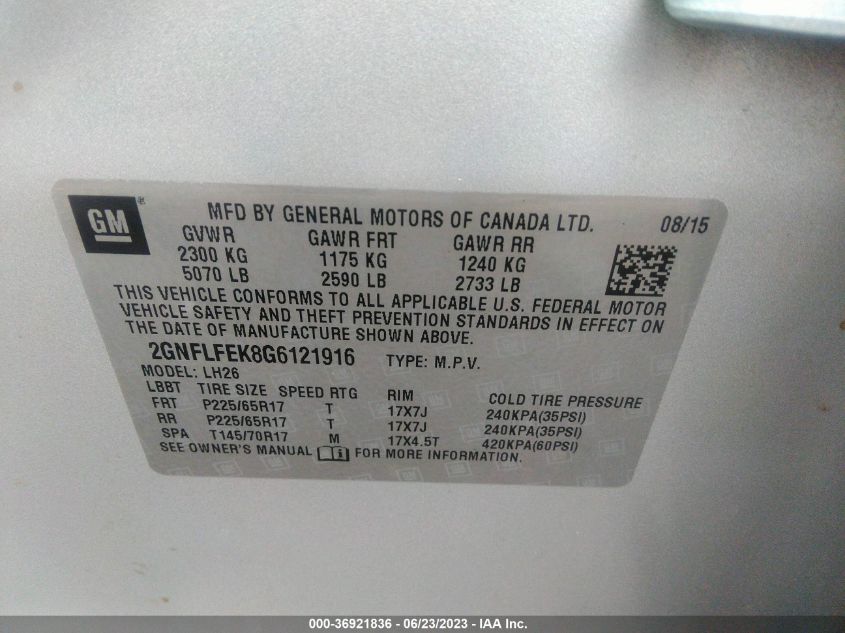 GM®
MFD BY GENERAL MOTORS OF CANADA LTD. 08/15
GVWR GAWR FRT GAWR RR
2300 KG 1175 KG 1240 KG
5070 LB 2590 LB 2733 LB
THIS VEHICLE CONFORMS TO ALL APPLICABLE U.S. FEDERAL MOTOR
VEHICLE SAFETY AND THEFT PREVENTION STANDARDS IN EFFECT ON
THE DATE OF MANUFACTURE SHOWN ABOVE.
2GNFLFEK8G6121916 TYPE: M.P.V.
MODEL: LH26
LBBT TIRE SIZE SPEED RTG RIM COLD TIRE PRESSURE
FRT P225/65R17 T 17X7J 240KPA(35PSI)
RR P225/65R17 T 17X7J 240KPA(35PSI)
SPA T145/70R17 M 17X4.5T 420KPA(60PSI)
SEE OWNER'S MANUAL FOR MORE INFORMATION.
000-36921836 - 06/23/2023 - IAA Inc.